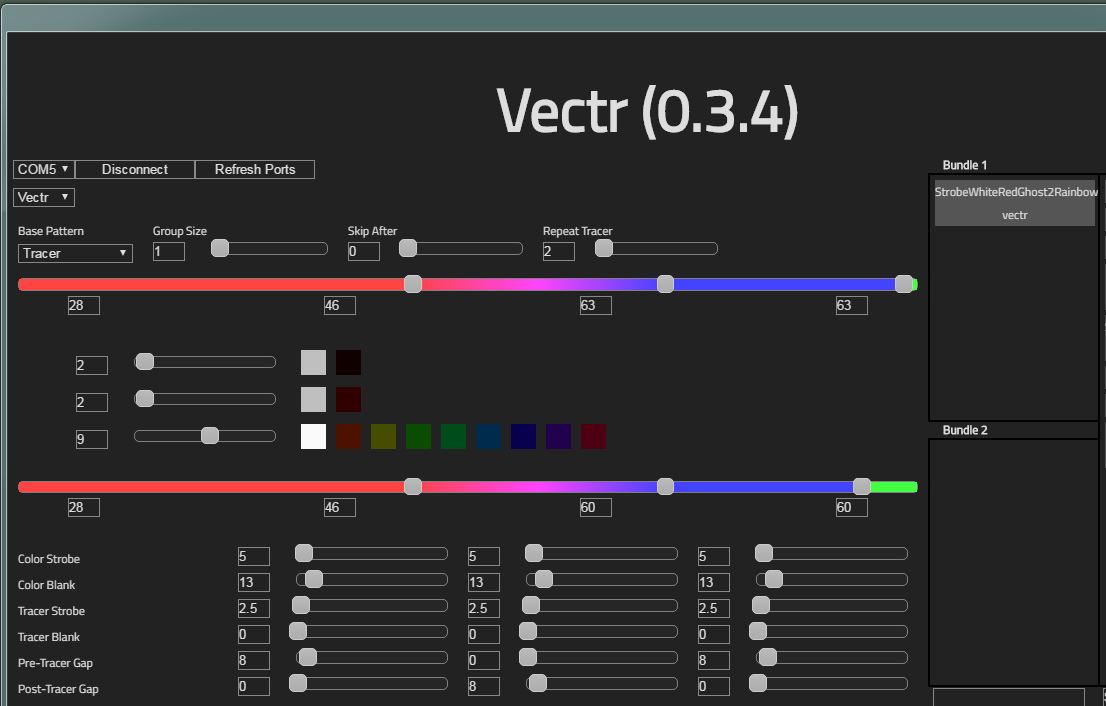 Vectr (0.3.4)
COM5 Disconnect Refresh Ports
Vectr
Base Pattern Group Size Skip After Repeat Tracer
Tracer 1 0 2
28 46 63 63
2
2
9
28 46 60 60
Color Strobe 5 5 5
Color Blank 13 13 13
Tracer Strobe 2.5 2.5 2.5
Tracer Blank 0 0 0
Pre-Tracer Gap 8 0 8
Post-Tracer Gap 0 8 0
Bundle 1
StrobeWhiteRedGhost2Rainbow
vectr
Bundle 2